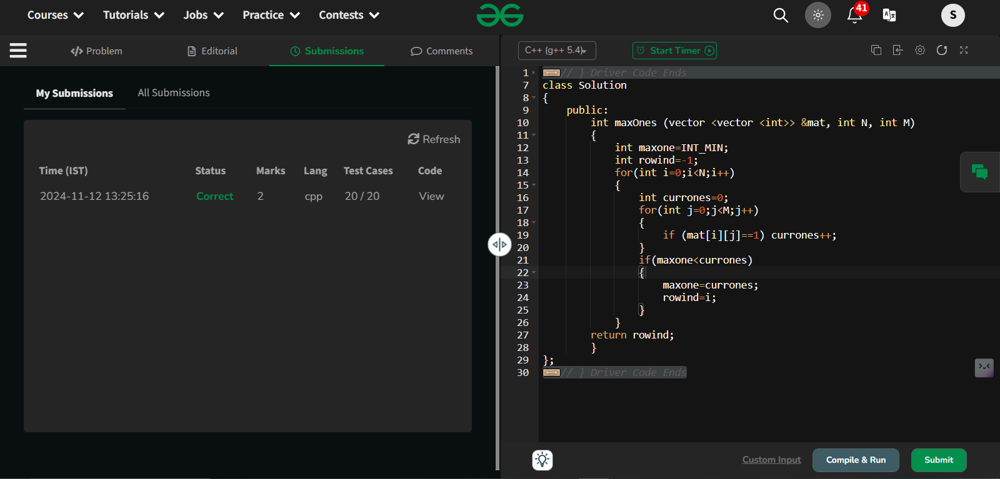 Courses Tutorials Jobs Practice Contests
41
S
Problem Editorial Submissions Comments
My Submissions All Submissions
Refresh
Time (IST) Status Marks Lang Test Cases Code
2024-11-12 13:25:16 Correct 2 cpp 20 / 20 View
C++ (g++ 5.4) Start Timer
1 // } Driver Code Ends
7 class Solution
8 {
9 public:
10 int maxOnes (vector <vector <int>> &mat, int N, int M)
11 {
12 int maxone=INT_MIN;
13 int rowind=-1;
14 for(int i=0;i<N;i++)
15 {
16 int currones=0;
17 for(int j=0;j<M;j++)
18 {
19 if (mat[i][j]==1) currones++;
20 }
21 if(maxone<currones)
22 {
23 maxone=currones;
24 rowind=i;
25 }
26 }
27 return rowind;
28 }
29 };
30 // } Driver Code Ends
Custom Input Compile & Run Submit